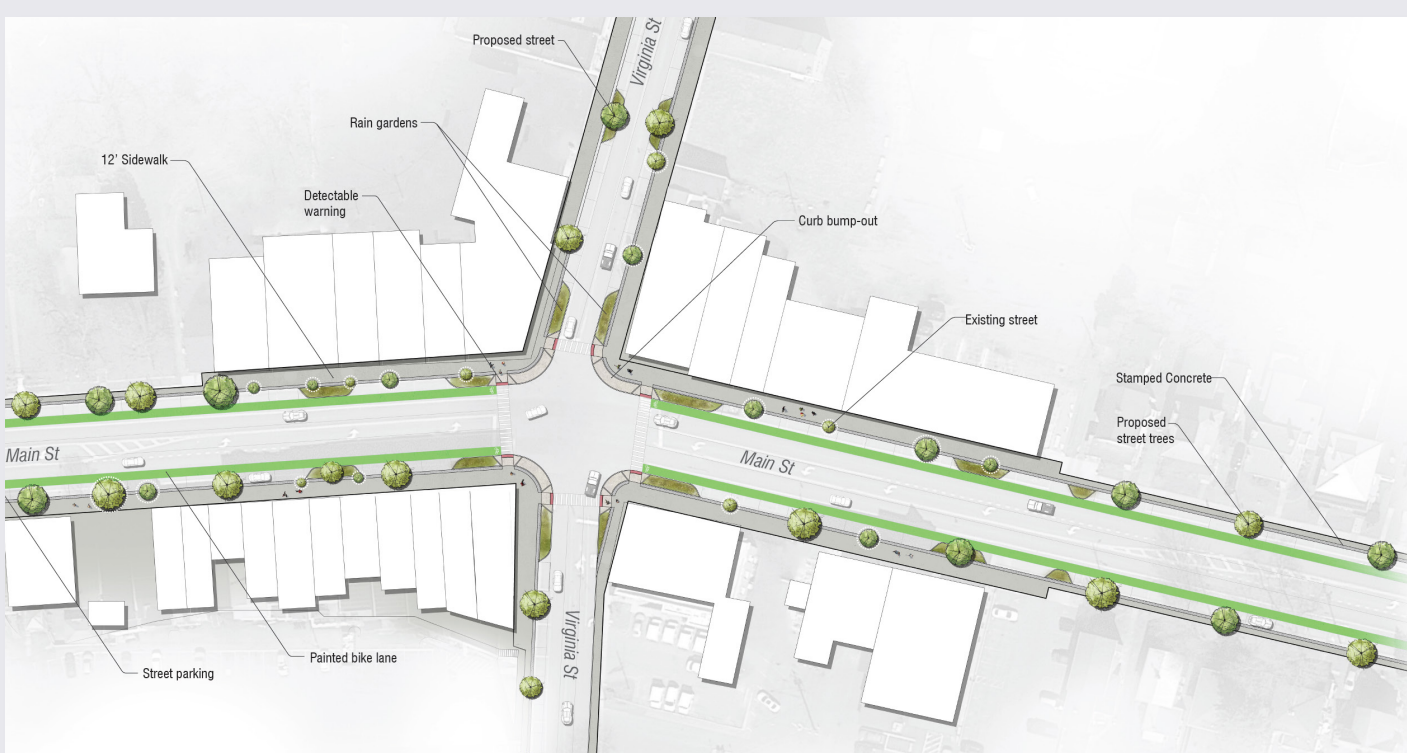 Proposed street
Virginia St
Rain gardens
12' Sidewalk
Detectable
warning
Curb bump-out
Existing street
Stamped Concrete
Proposed
street trees
Main St
Main St
Virginia St
Painted bike lane
Street parking